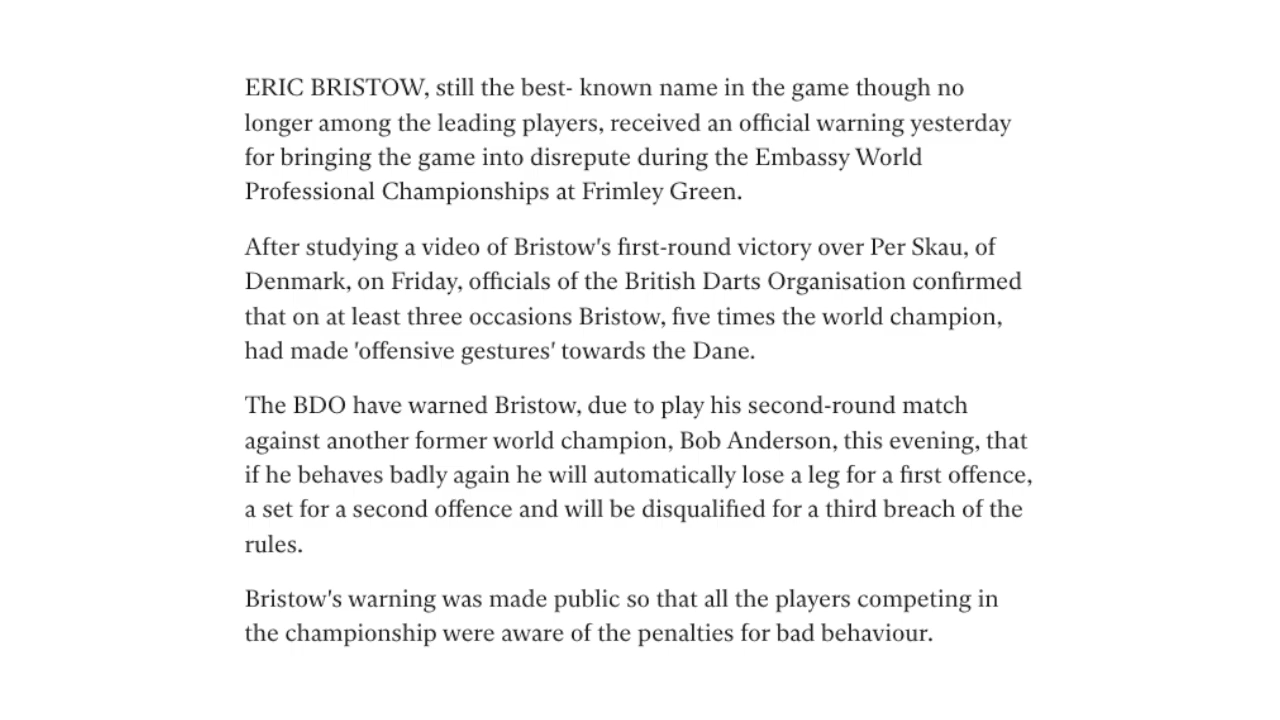 ERIC BRISTOW, still the best- known name in the game though no
longer among the leading players, received an official warning yesterday
for bringing the game into disrepute during the Embassy World
Professional Championships at Frimley Green.
After studying a video of Bristow's first-round victory over Per Skau, of
Denmark, on Friday, officials of the British Darts Organisation confirmed
that on at least three occasions Bristow, five times the world champion,
had made 'offensive gestures' towards the Dane.
The BDO have warned Bristow, due to play his second-round match
against another former world champion, Bob Anderson, this evening, that
if he behaves badly again he will automatically lose a leg for a first offence,
a set for a second offence and will be disqualified for a third breach of the
rules.
Bristow's warning was made public so that all the players competing in
the championship were aware of the penalties for bad behaviour.